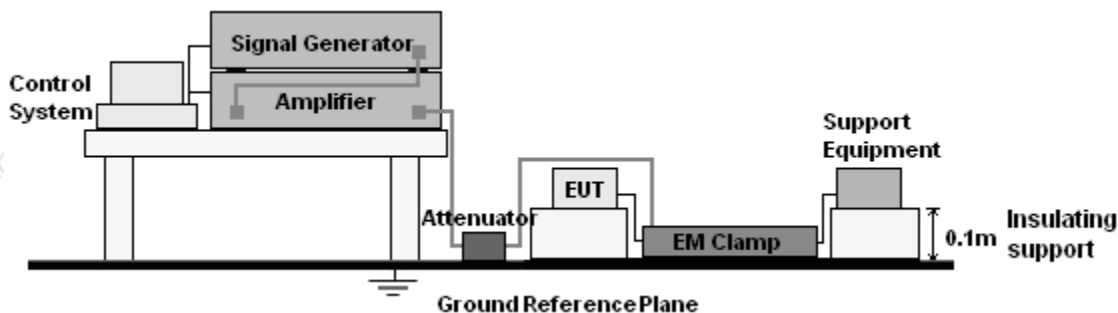 Signal Generator
Control
System
Amplifier
Support
Equipment
EUT
Attenuator
EM Clamp
0.1m
Insulating
support
Ground Reference Plane